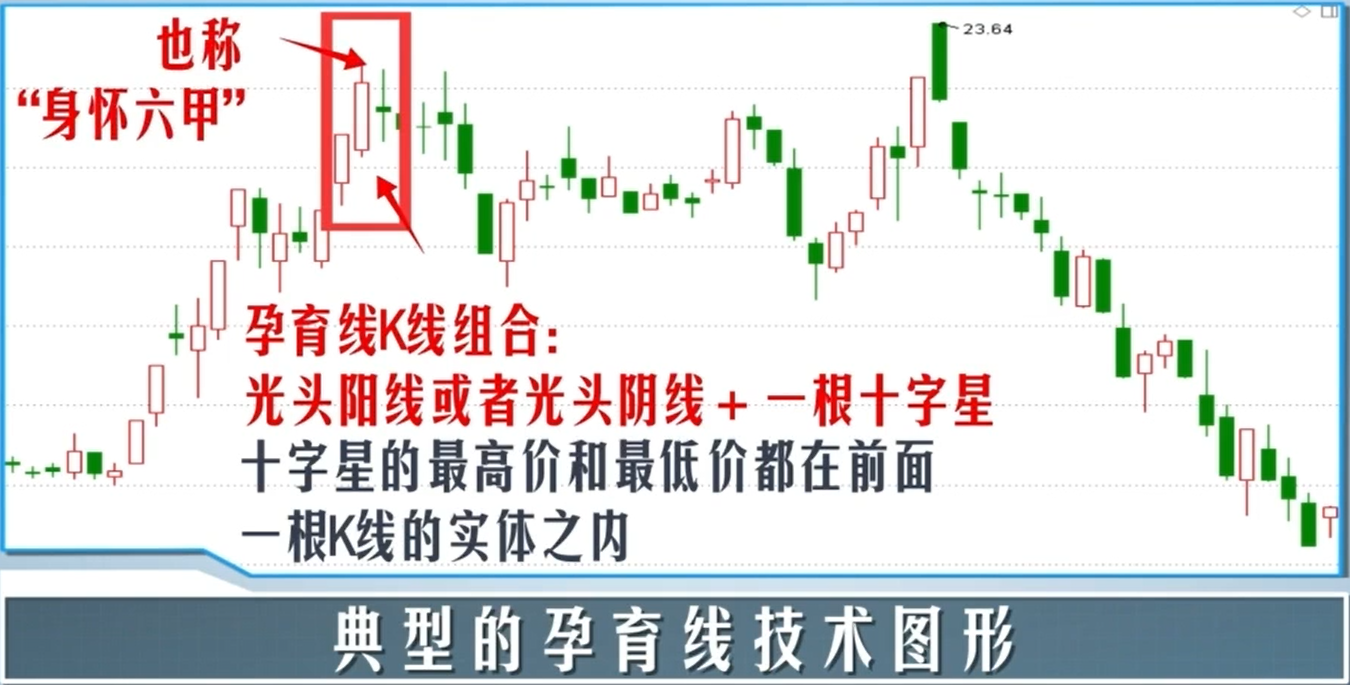 也称
“身怀六甲”
23.64
孕育线K线组合:
光头阳线或者光头阴线 + 一根十字星
十字星的最高价和最低价都在前面
一根K线的实体之内
典型的孕育线技术图形